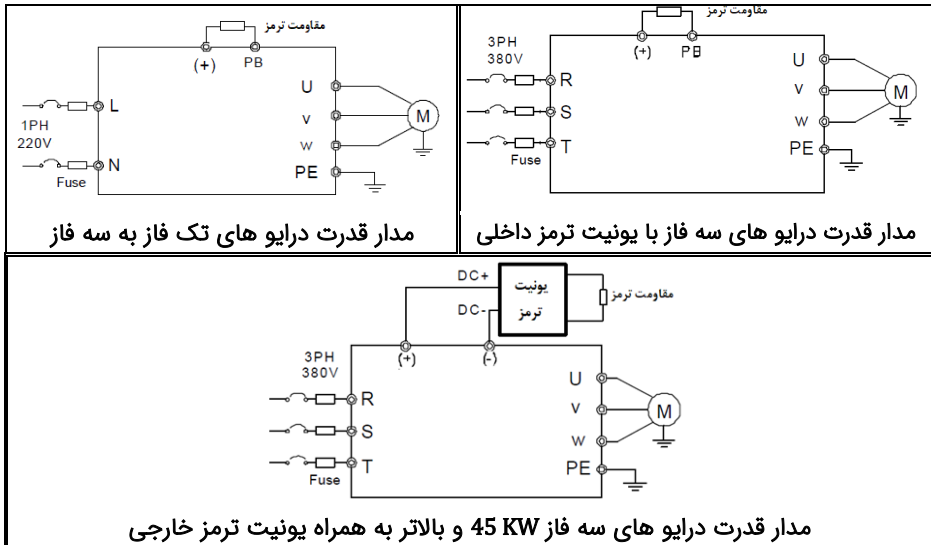 مقاومت ترمز
(+) PB
L
1PH
220V
N
Fuse
U
V
W
PE
M
مدار قدرت درایو های تک فاز به سه فاز
مقاومت ترمز
(+) PB
3PH
380V
R
S
T
Fuse
U
V
W
PE
M
مدار قدرت درایو های سه فاز با یونیت ترمز داخلی
DC+
DC-
یونیت
ترمز
مقاومت ترمز
(+) (-)
3PH
380V
R
S
T
Fuse
U
V
W
PE
M
مدار قدرت درایو های سه فاز 45 KW و بالاتر به همراه یونیت ترمز خارجی